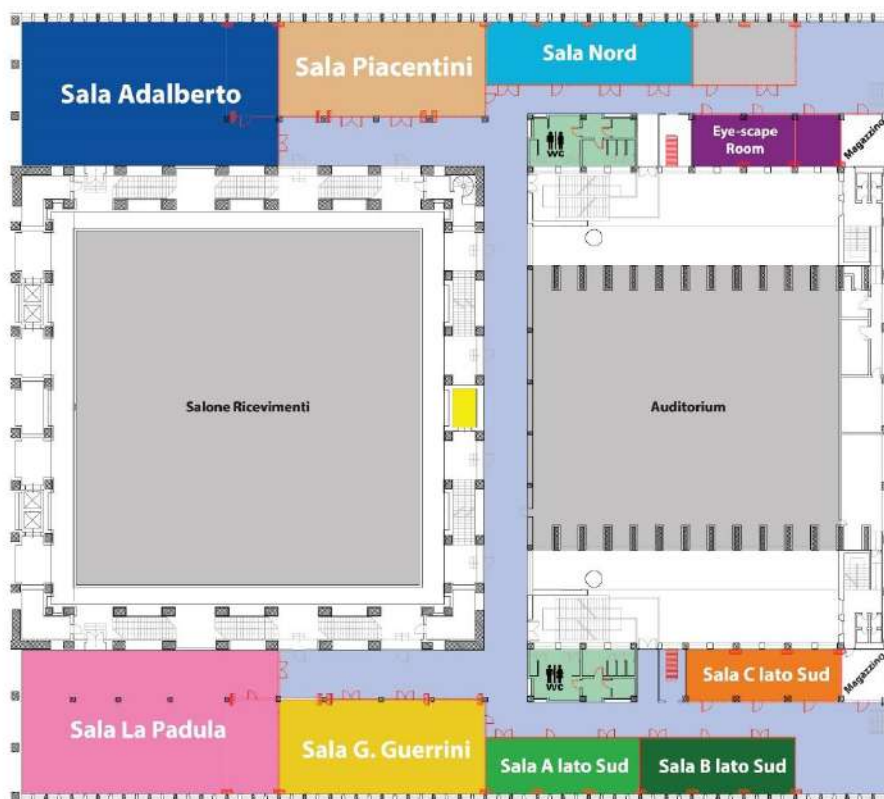 Sala Adalberto
Sala Piacentini
Sala Nord
Eye-scape
Room
Magazzino
WC
Salone Ricevimenti
Auditorium
WC
Sala C lato Sud
Magazzino
Sala La Padula
Sala G. Guerrini
Sala A lato Sud
Sala B lato Sud